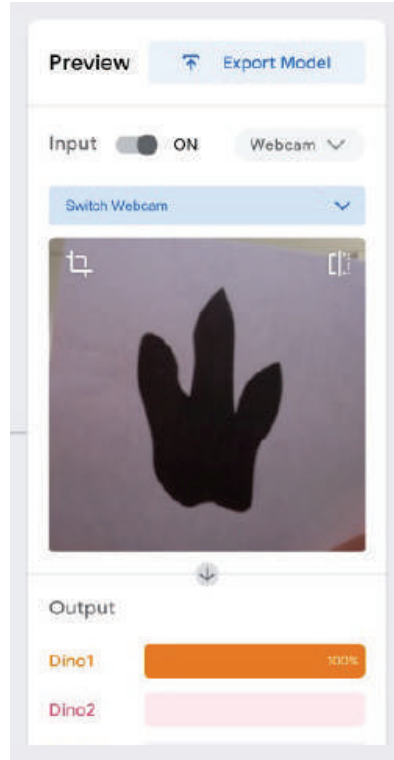 Preview Export Model
Input ON Webcam
Switch Webcam
Output
Dino1 100%
Dino2